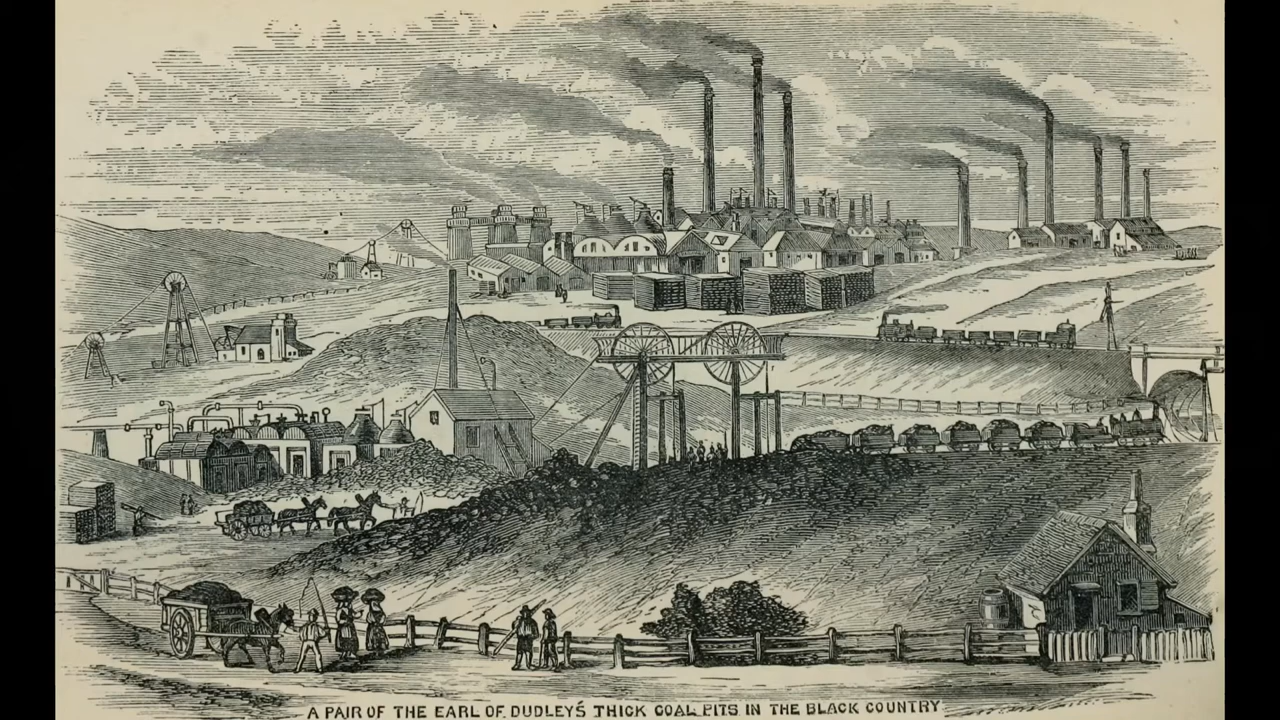 A PAIR OF THE EARL OF DUDLEY'S THICK COAL PITS IN THE BLACK COUNTRY